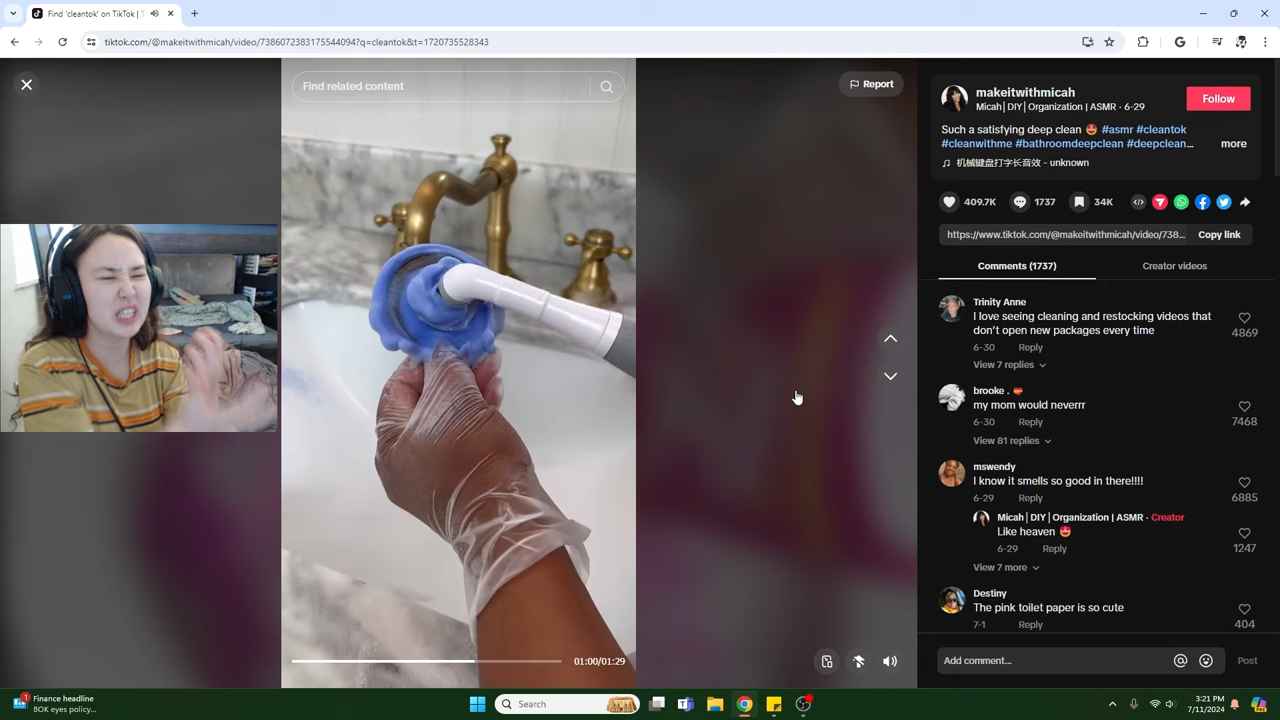 Find 'cleantok' on TikTok | T
tiktok.com/@makeitwithmicah/video/7386072383175544094?q=cleantok&t=1720735528343
Find related content
Report
makeitwithmicah
Micah│DIY│Organization│ASMR · 6-29
Follow
Such a satisfying deep clean 🤩 #asmr #cleantok
#cleanwithme #bathroomdeepclean #deepclean...
more
♫ 机械键盘打字长音效 - unknown
409.7K
1737
34K
https://www.tiktok.com/@makeitwithmicah/video/738...
Copy link
Comments (1737)
Creator videos
Trinity Anne
I love seeing cleaning and restocking videos that
don't open new packages every time
4869
6-30
Reply
View 7 replies
brooke . ❤️‍🔥
my mom would neverrr
7468
6-30
Reply
View 81 replies
mswendy
I know it smells so good in there!!!!
6885
6-29
Reply
Micah│DIY│Organization│ASMR · Creator
Like heaven 🤩
1247
6-29
Reply
View 7 more
Destiny
The pink toilet paper is so cute
404
7-1
Reply
01:00/01:29
Add comment...
Post
1
Finance headline
BOK eyes policy...
Search
3:21 PM
7/11/2024